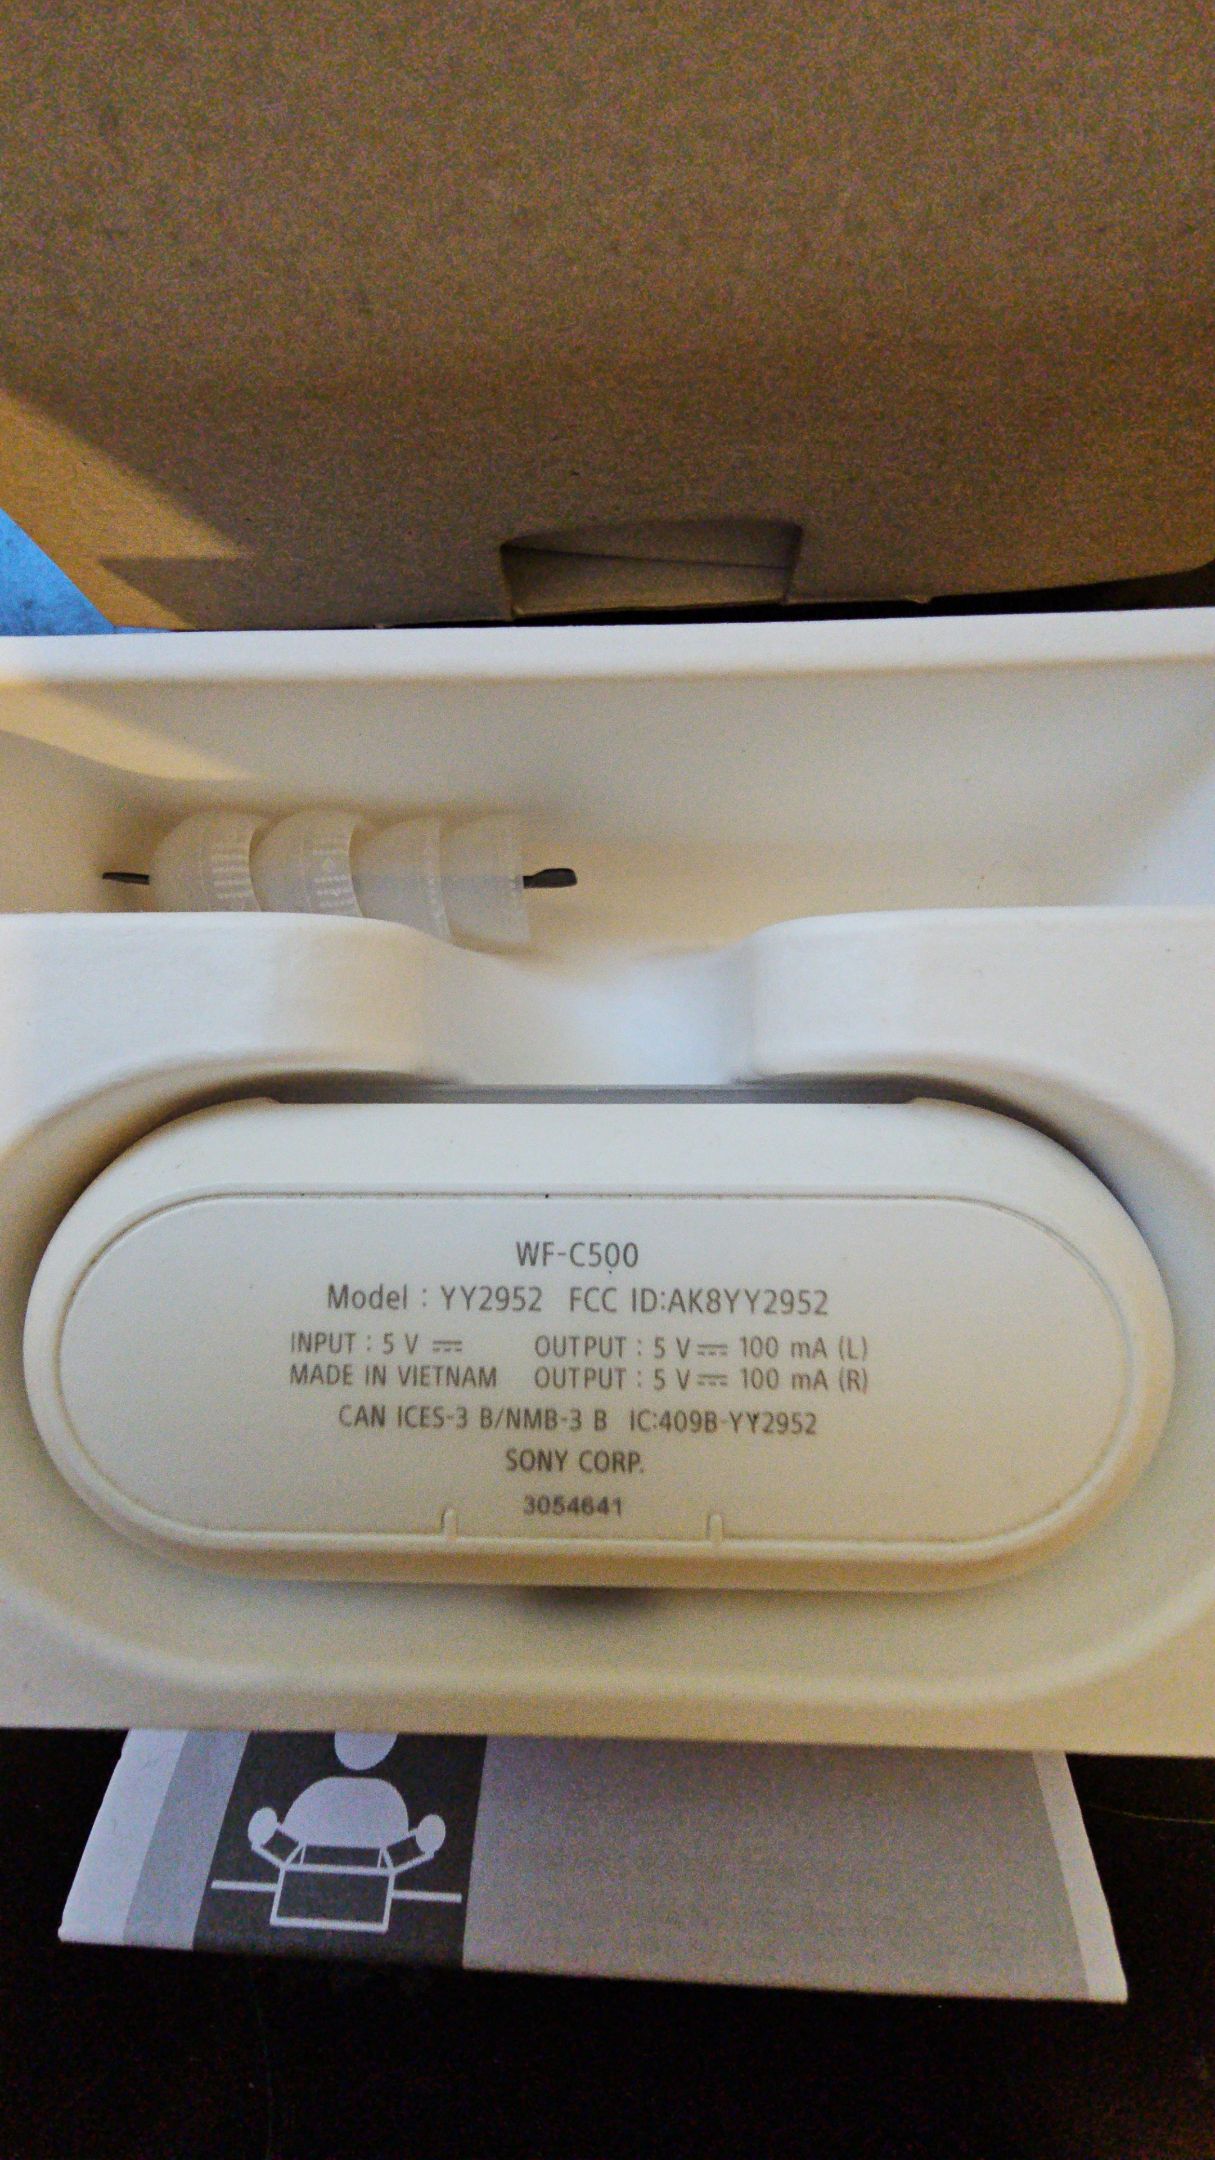 WF-C500
Model : YY2952 FCC ID:AK8YY2952
INPUT : 5 V ⎓ OUTPUT : 5 V ⎓ 100 mA (L)
MADE IN VIETNAM OUTPUT : 5 V ⎓ 100 mA (R)
CAN ICES-3 B/NMB-3 B IC:409B-YY2952
SONY CORP.
3054641